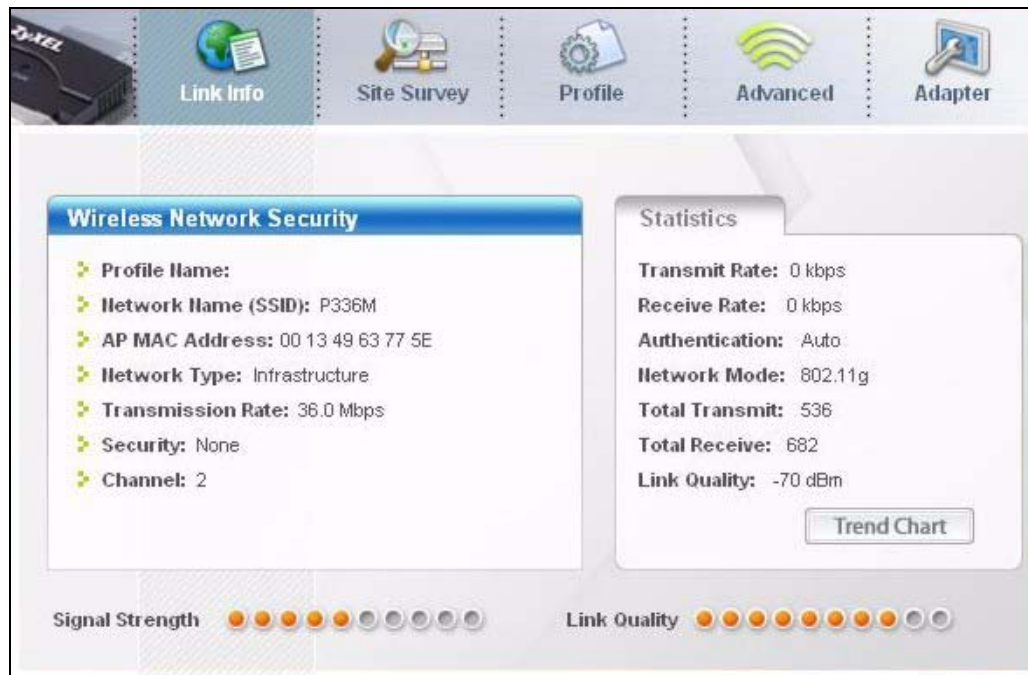 ZyXEL
Link Info
Site Survey
Profile
Advanced
Adapter
Wireless Network Security
Profile Name:
Network Name (SSID): P336M
AP MAC Address: 00 13 49 63 77 5E
Network Type: Infrastructure
Transmission Rate: 36.0 Mbps
Security: None
Channel: 2
Statistics
Transmit Rate: 0 kbps
Receive Rate: 0 kbps
Authentication: Auto
Network Mode: 802.11g
Total Transmit: 536
Total Receive: 682
Link Quality: -70 dBm
Trend Chart
Signal Strength
Link Quality